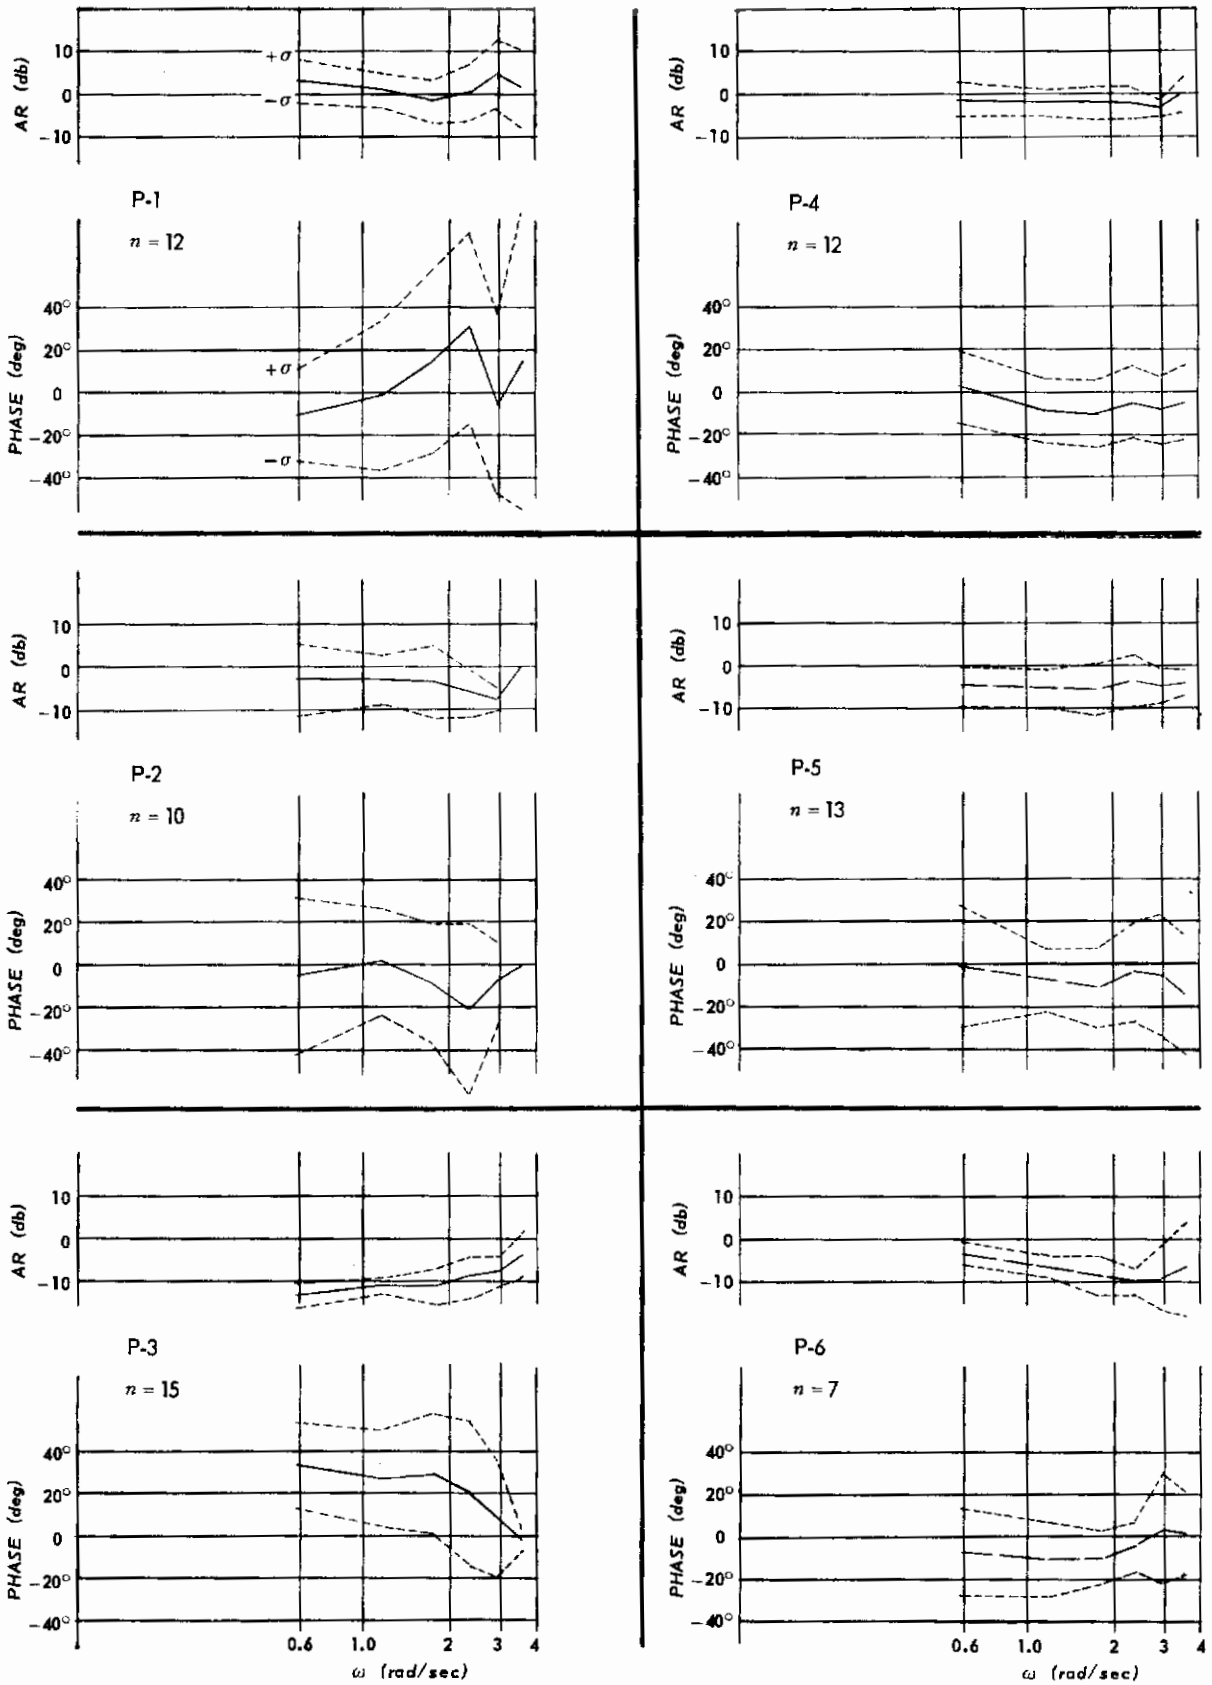 AR (db)
10
0
-10
+σ
-σ
P-1
n = 12
PHASE (deg)
40°
20°
0
-20°
-40°
+σ
-σ
AR (db)
10
0
-10
P-4
n = 12
PHASE (deg)
40°
20°
0
-20°
-40°
AR (db)
10
0
-10
P-2
n = 10
PHASE (deg)
40°
20°
0
-20°
-40°
AR (db)
10
0
-10
P-5
n = 13
PHASE (deg)
40°
20°
0
-20°
-40°
AR (db)
10
0
-10
P-3
n = 15
PHASE (deg)
40°
20°
0
-20°
-40°
0.6 1.0 2 3 4
ω (rad/sec)
AR (db)
10
0
-10
P-6
n = 7
PHASE (deg)
40°
20°
0
-20°
-40°
0.6 1.0 2 3 4
ω (rad/sec)